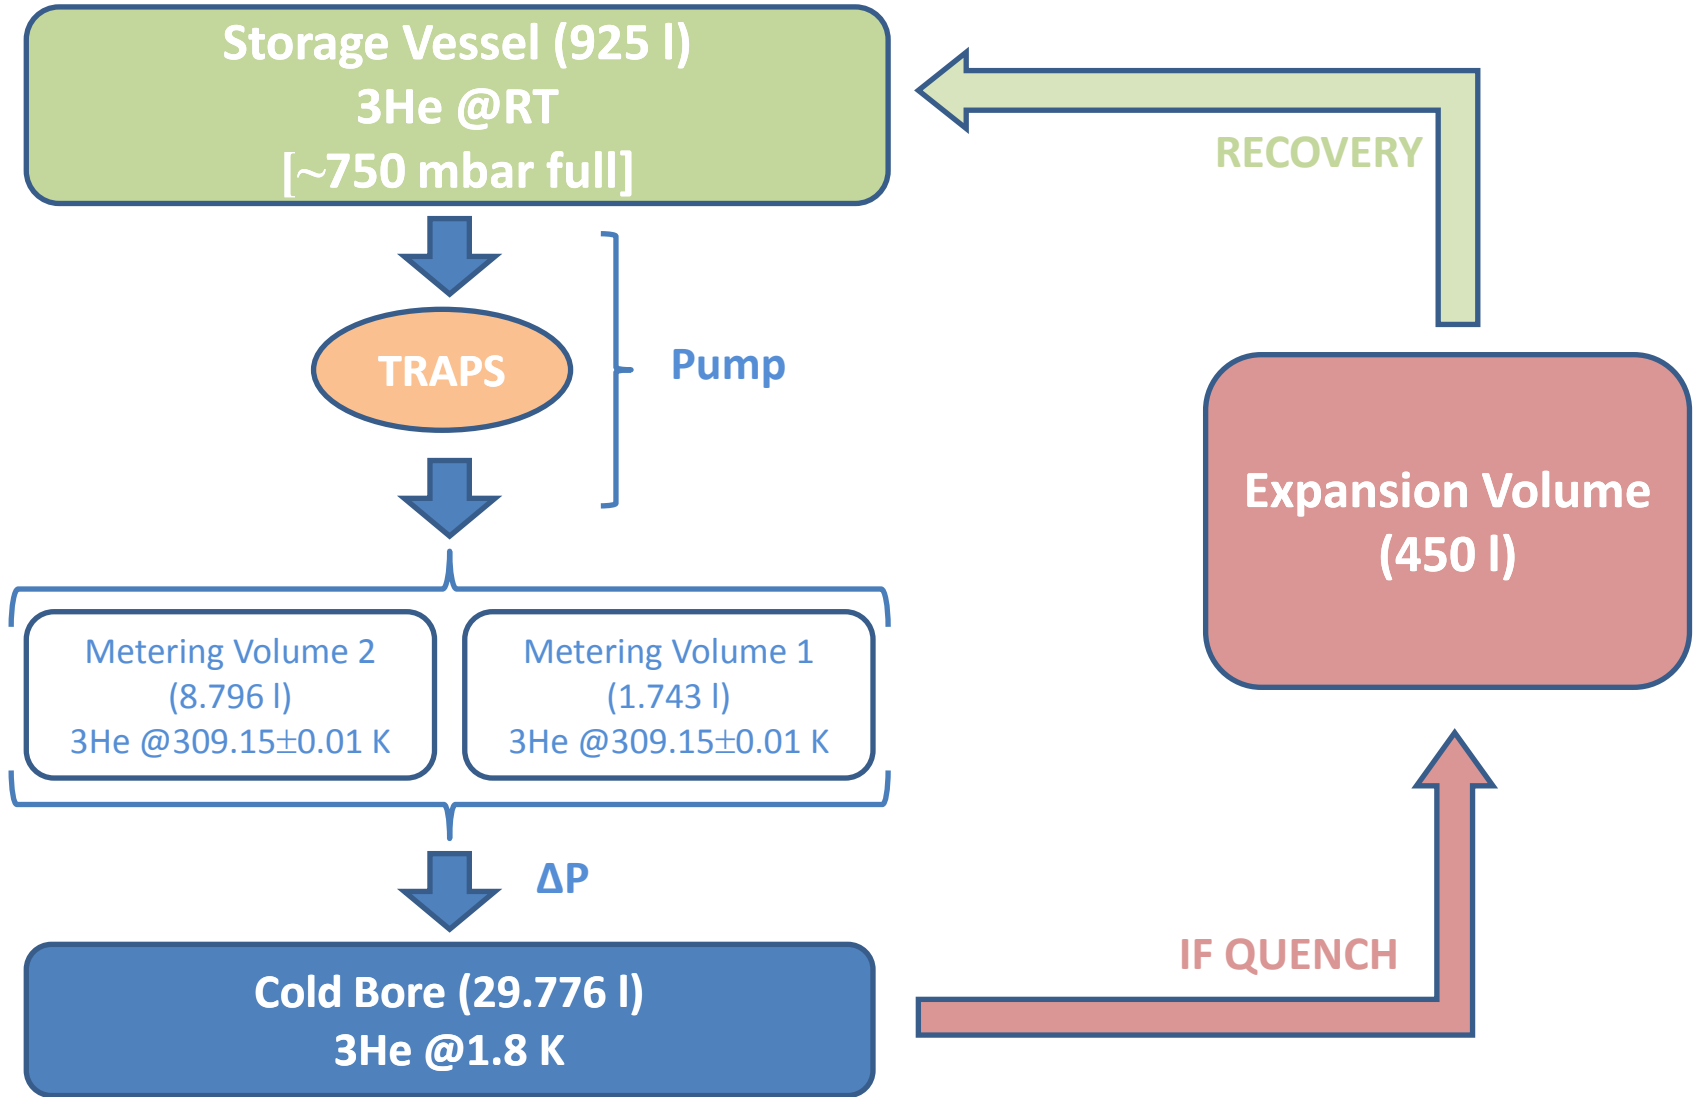 Storage Vessel (925 l)
3He @RT
[~750 mbar full]
RECOVERY
TRAPS
Pump
Expansion Volume
(450 l)
Metering Volume 2
(8.796 l)
3He @309.15±0.01 K
Metering Volume 1
(1.743 l)
3He @309.15±0.01 K
ΔP
IF QUENCH
Cold Bore (29.776 l)
3He @1.8 K